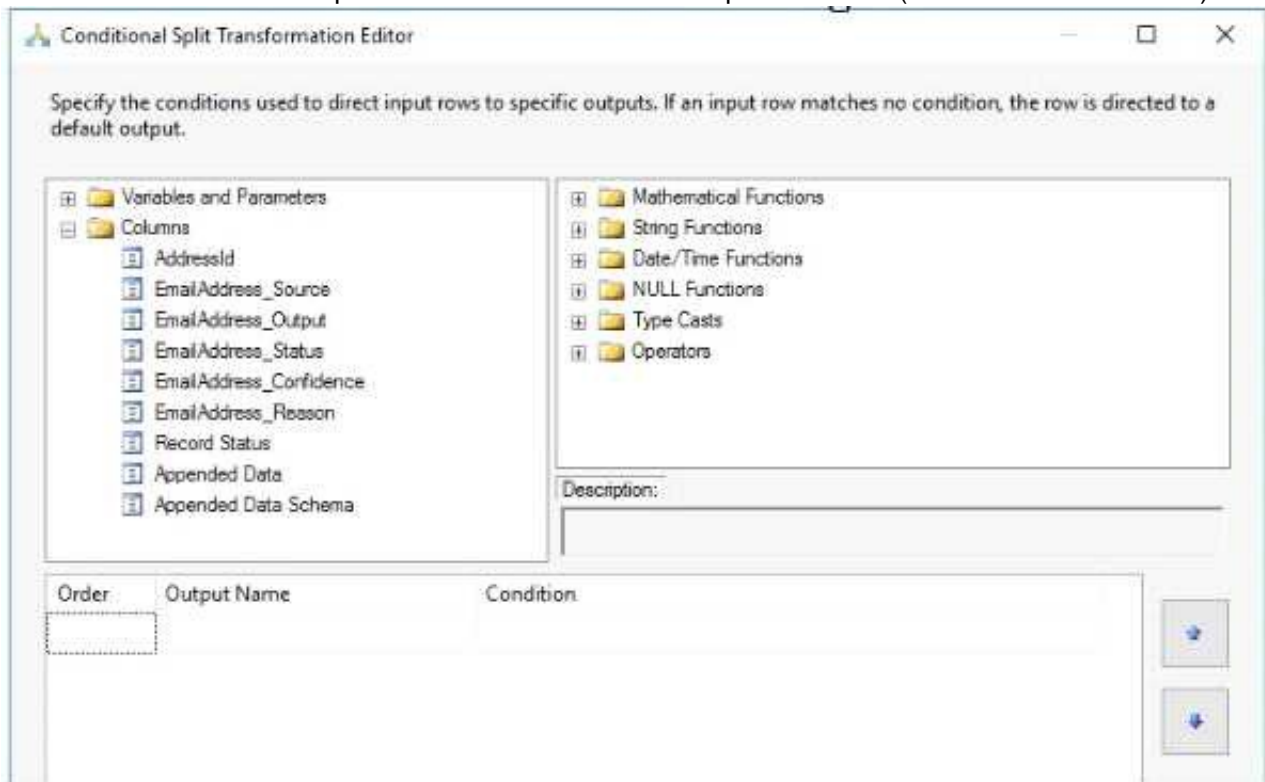 Conditional Split Transformation Editor
Specify the conditions used to direct input rows to specific outputs. If an input row matches no condition, the row is directed to a
default output.
Variables and Parameters
Columns
AddressId
EmailAddress_Source
EmailAddress_Output
EmailAddress_Status
EmailAddress_Confidence
EmailAddress_Reason
Record Status
Appended Data
Appended Data Schema
Mathematical Functions
String Functions
Date/Time Functions
NULL Functions
Type Casts
Operators
Description:
Order Output Name Condition